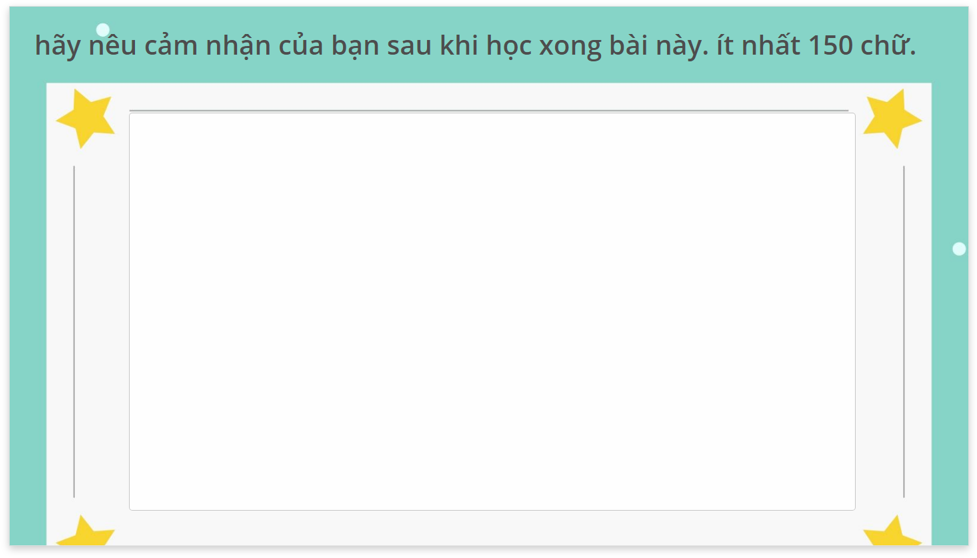 hãy nêu cảm nhận của bạn sau khi học xong bài này. ít nhất 150 chữ.